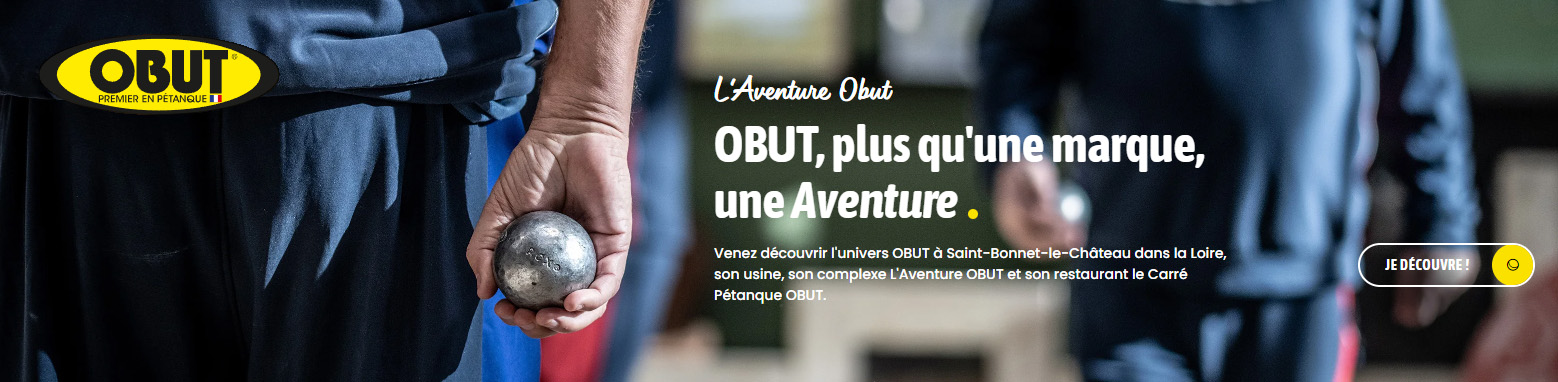 OBUT®
PREMIER EN PÉTANQUE
L'Aventure Obut
OBUT, plus qu'une marque,
une Aventure.
Venez découvrir l'univers OBUT à Saint-Bonnet-le-Château dans la Loire,
son usine, son complexe L'Aventure OBUT et son restaurant le Carré
Pétanque OBUT.
JE DÉCOUVRE !